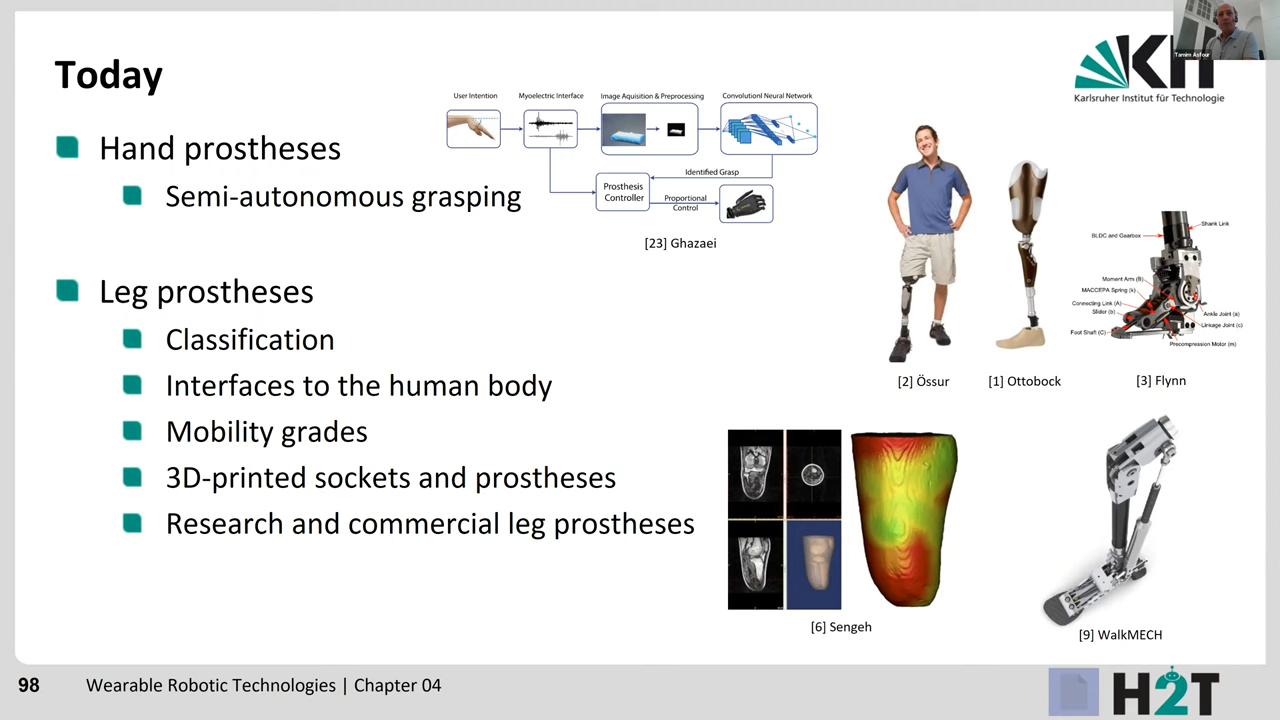 Today
Hand prostheses
Semi-autonomous grasping
Leg prostheses
Classification
Interfaces to the human body
Mobility grades
3D-printed sockets and prostheses
Research and commercial leg prostheses
User Intention
Myoelectric Interface
Image Aquisition & Preprocessing
Convolutionl Neural Network
Identified Grasp
Prosthesis
Controller
Proportional
Control
[23] Ghazaei
Tamim Asfour
KIT
Karlsruher Institut für Technologie
[2] Össur
[1] Ottobock
Shank Link
BLDC and Gearbox
Moment Arm (B)
MACCEPA Spring (k)
Connecting Link (A)
Slider (b)
Foot Shaft (C)
Ankle Joint (a)
Linkage Joint (c)
Precompression Motor (m)
[3] Flynn
[6] Sengeh
[9] WalkMECH
98
Wearable Robotic Technologies | Chapter 04
H2T